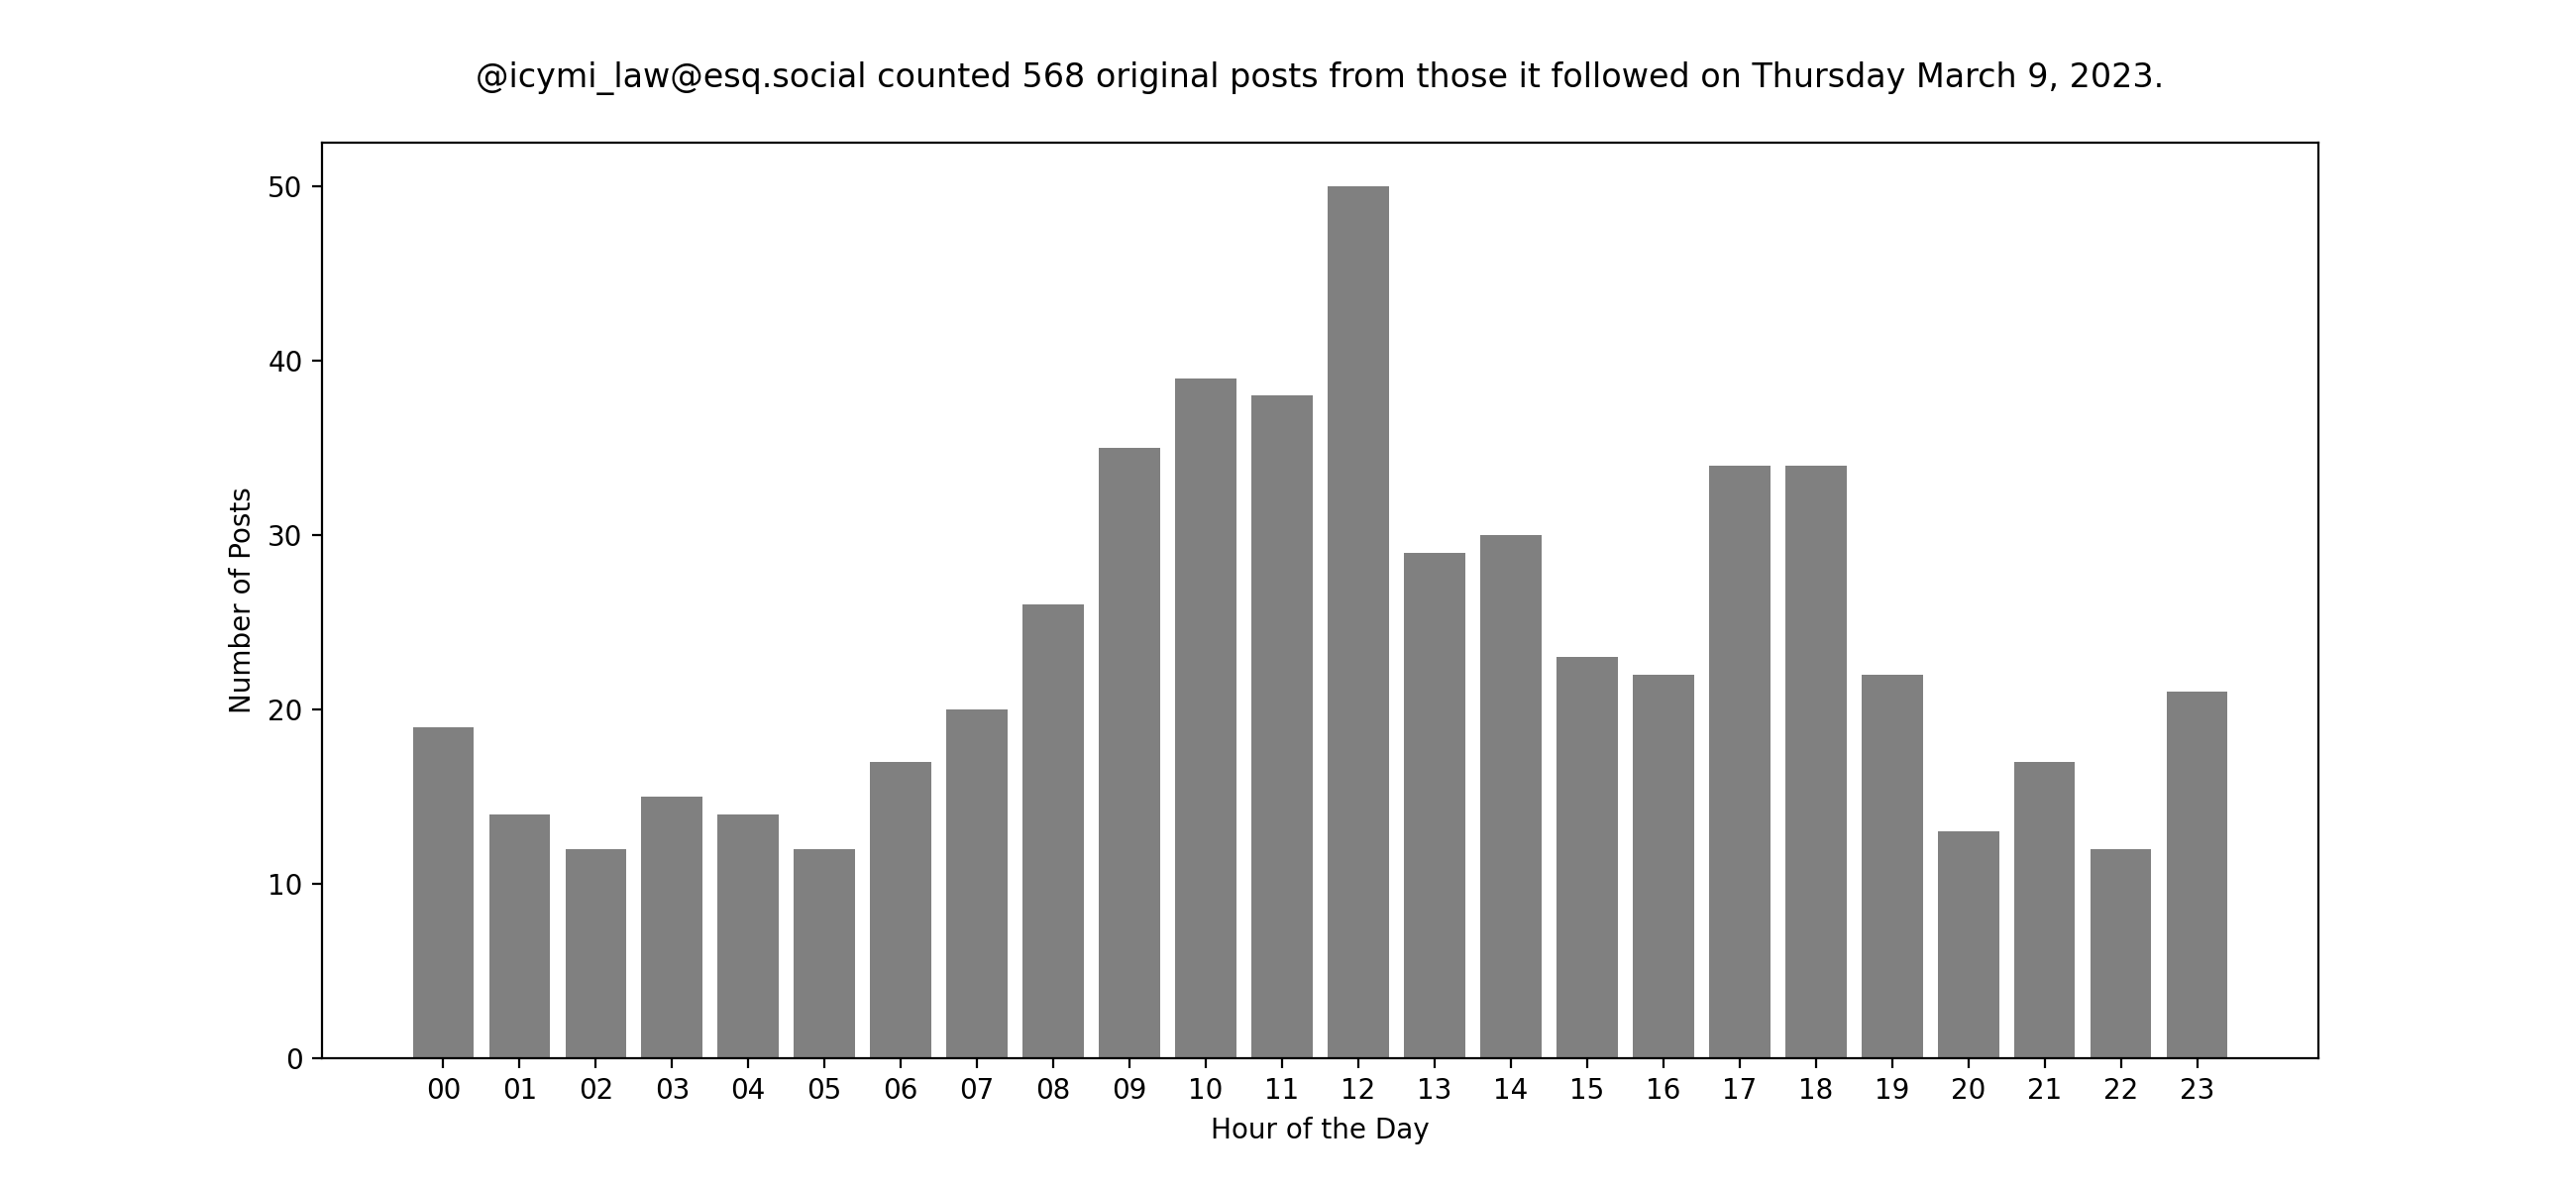 @icymi_law@esq.social counted 568 original posts from those it followed on Thursday March 9, 2023.
50
40
30
20
10
0
Number of Posts
00 01 02 03 04 05 06 07 08 09 10 11 12 13 14 15 16 17 18 19 20 21 22 23
Hour of the Day